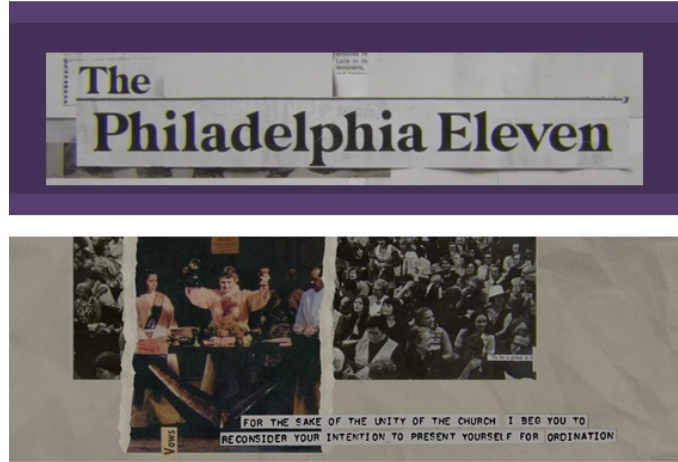 The
Philadelphia Eleven
Vows
FOR THE SAKE OF THE UNITY OF THE CHURCH I BEG YOU TO
RECONSIDER YOUR INTENTION TO PRESENT YOURSELF FOR ORDINATION